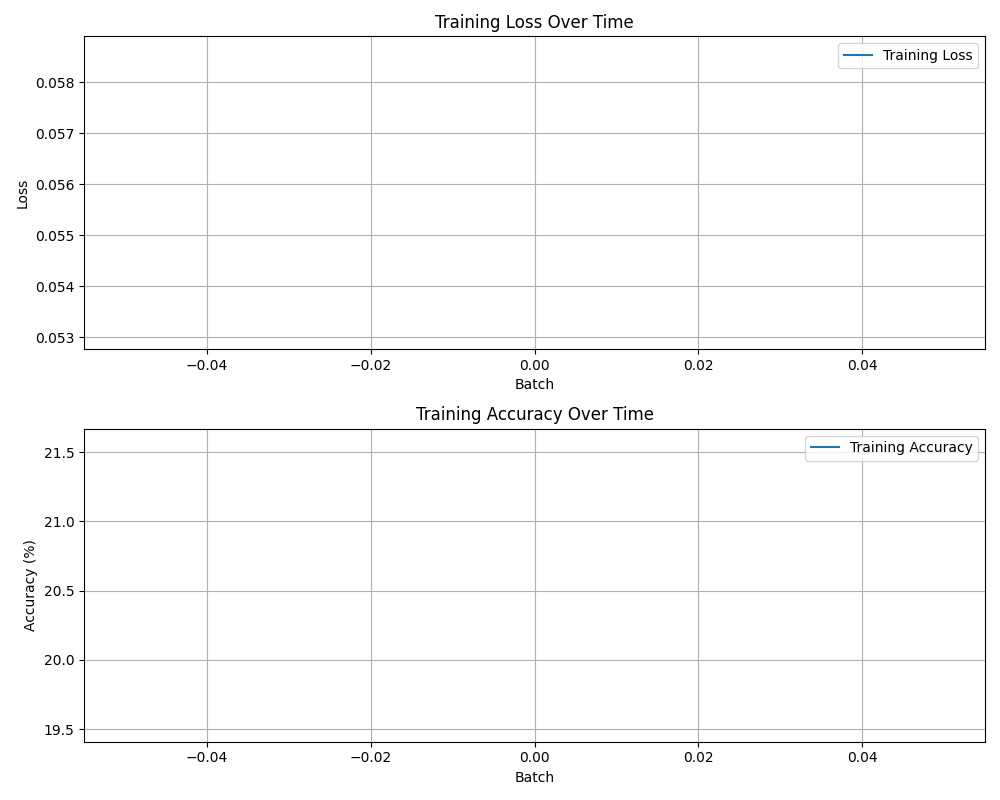 Training Loss Over Time
Training Loss
0.058
0.057
0.056
0.055
0.054
0.053
Loss
−0.04 −0.02 0.00 0.02 0.04
Batch
Training Accuracy Over Time
Training Accuracy
21.5
21.0
20.5
20.0
19.5
Accuracy (%)
−0.04 −0.02 0.00 0.02 0.04
Batch